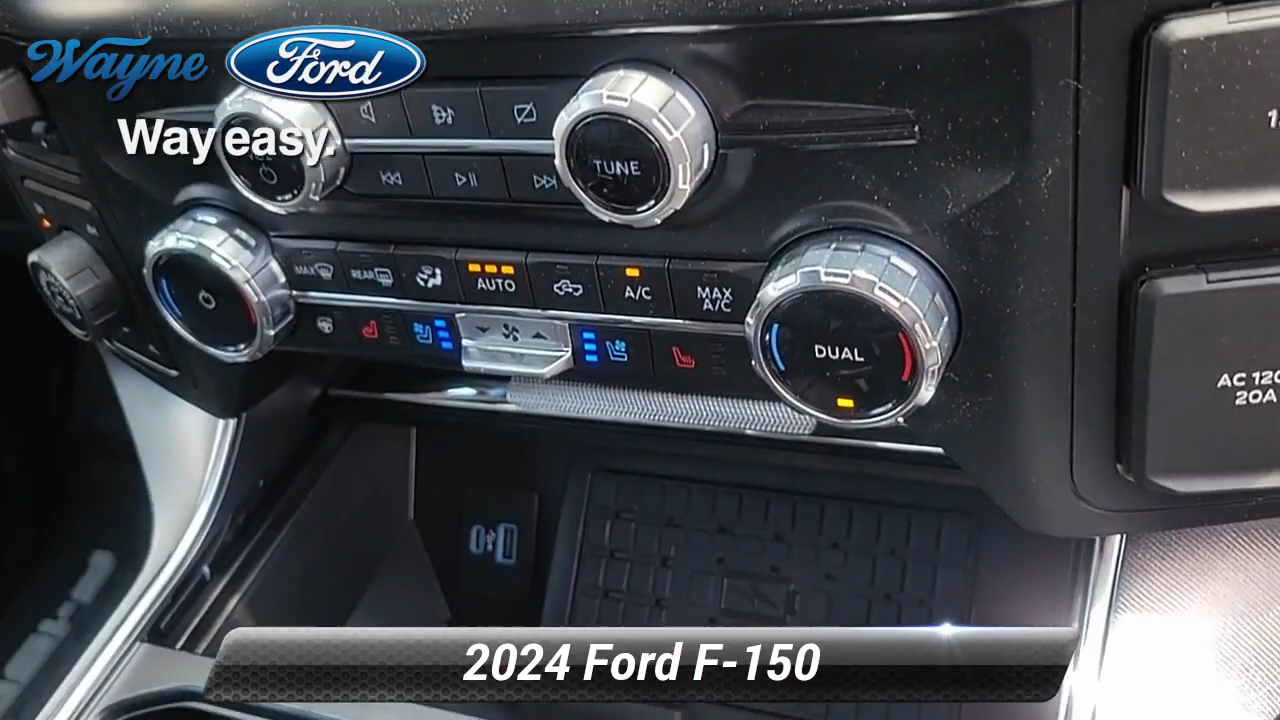 Wayne Ford
Way easy.
TUNE
MAX
REAR
AUTO
A/C
MAX
A/C
DUAL
AC 120
20A
2024 Ford F-150